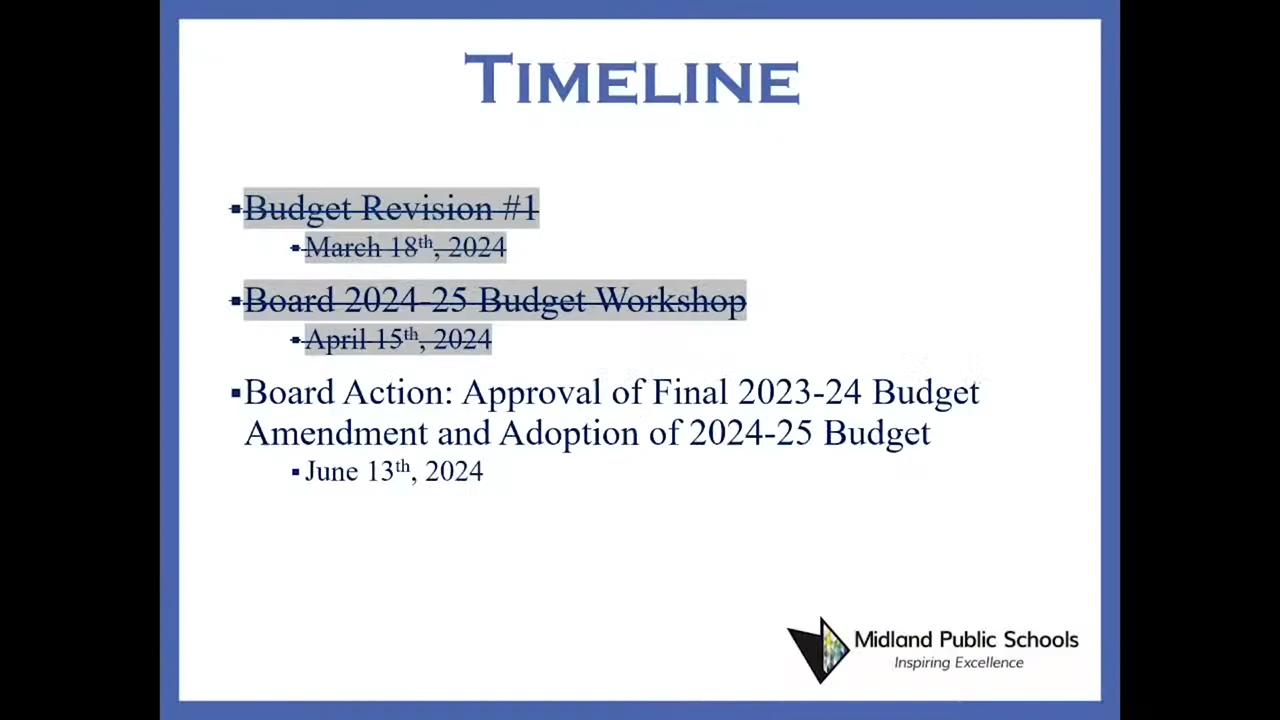 TIMELINE
▪Budget Revision #1
▪March 18th, 2024
▪Board 2024-25 Budget Workshop
▪April 15th, 2024
▪Board Action: Approval of Final 2023-24 Budget
Amendment and Adoption of 2024-25 Budget
▪June 13th, 2024
Midland Public Schools
Inspiring Excellence